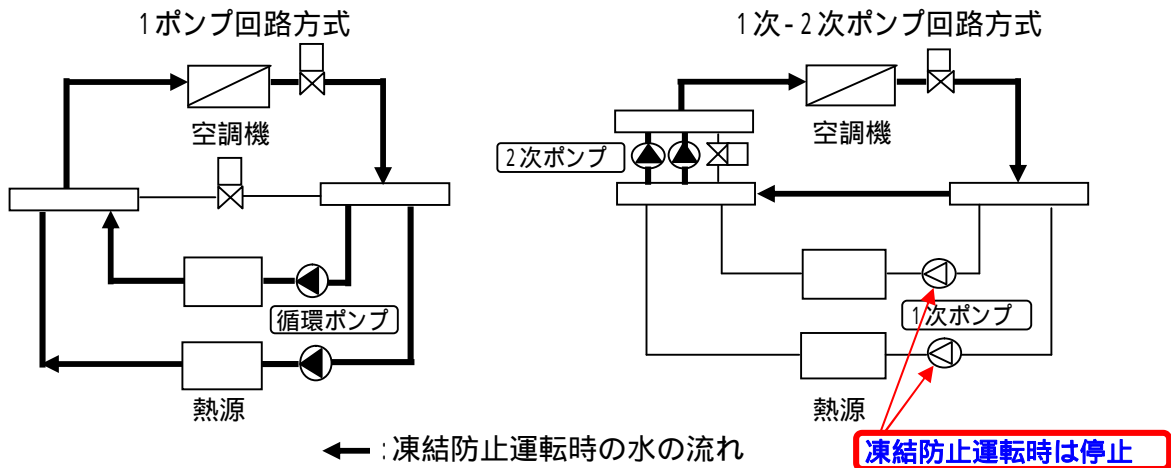 1ポンプ回路方式
空調機
循環ポンプ
熱源
1次-2次ポンプ回路方式
空調機
2次ポンプ
1次ポンプ
熱源
凍結防止運転時は停止
:凍結防止運転時の水の流れ